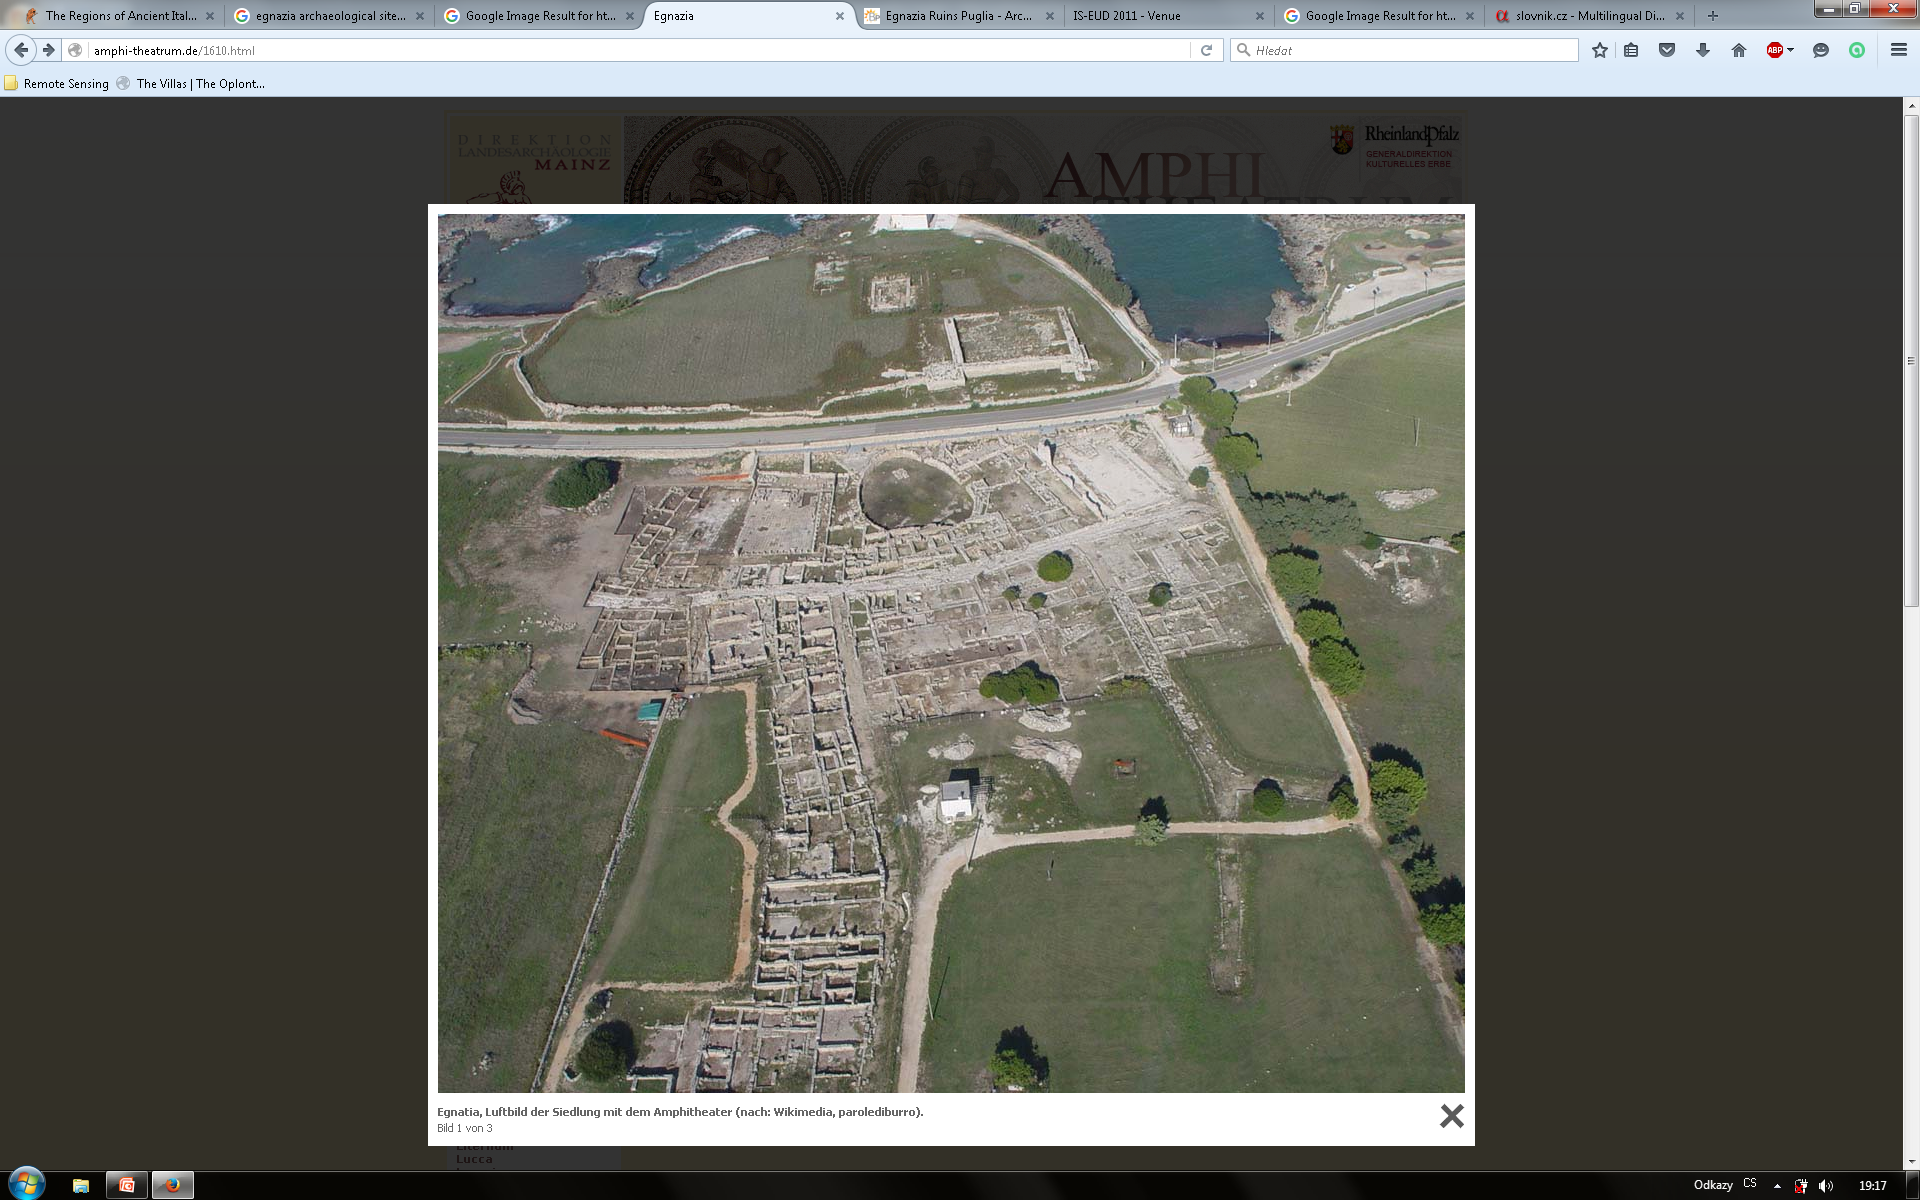 The Regions of Ancient Ital...
egnazia archaeological site...
Google Image Result for ht...
Egnazia
Egnazia Ruins Puglia - Arc...
IS-EUD 2011 - Venue
Google Image Result for ht...
slovnik.cz - Multilingual Di...
amphi-theatrum.de/1610.html
Hledat
ABP
Remote Sensing
The Villas | The Oplont...
DIREKTION
LANDESARCHÄOLOGIE
MAINZ
AMPHI
THEATRUM
RheinlandPfalz
GENERALDIREKTION
KULTURELLES ERBE
Egnatia, Luftbild der Siedlung mit dem Amphitheater (nach: Wikimedia, parolediburro).
Bild 1 von 3
Liternum
Lucca
Odkazy
CS
19:17